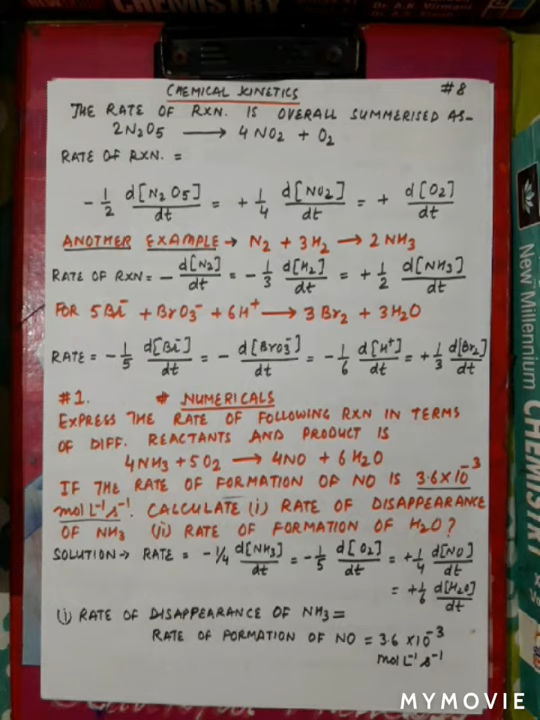 CHEMISTRY
Dr. A.K. Virmani
CHEMICAL KINETICS #8
THE RATE OF RXN. IS OVERALL SUMMERISED AS-
2N₂O₅ ⟶ 4NO₂ + O₂
RATE OF RXN. =
-1/2 d[N₂O₅]/dt = +1/4 d[NO₂]/dt = + d[O₂]/dt
ANOTHER EXAMPLE → N₂ + 3H₂ → 2NH₃
RATE OF RXN = - d[N₂]/dt = -1/3 d[H₂]/dt = +1/2 d[NH₃]/dt
FOR 5Br⁻ + BrO₃⁻ + 6H⁺ ⟶ 3Br₂ + 3H₂O
RATE = -1/5 d[Br⁻]/dt = - d[BrO₃⁻]/dt = -1/6 d[H⁺]/dt = +1/3 d[Br₂]/dt
#1. # NUMERICALS
EXPRESS THE RATE OF FOLLOWING RXN IN TERMS
OF DIFF. REACTANTS AND PRODUCT IS
4NH₃ + 5O₂ ⟶ 4NO + 6H₂O
IF THE RATE OF FORMATION OF NO IS 3.6×10⁻³
mol L⁻¹ s⁻¹. CALCULATE (i) RATE OF DISAPPEARANCE
OF NH₃ (ii) RATE OF FORMATION OF H₂O?
SOLUTION → RATE = -1/4 d[NH₃]/dt = -1/5 d[O₂]/dt = +1/4 d[NO]/dt
= +1/6 d[H₂O]/dt
(i) RATE OF DISAPPEARANCE OF NH₃ =
RATE OF FORMATION OF NO = 3.6 ×10⁻³
mol L⁻¹ s⁻¹
New Millennium
CHEMISTRY
MYMOVIE